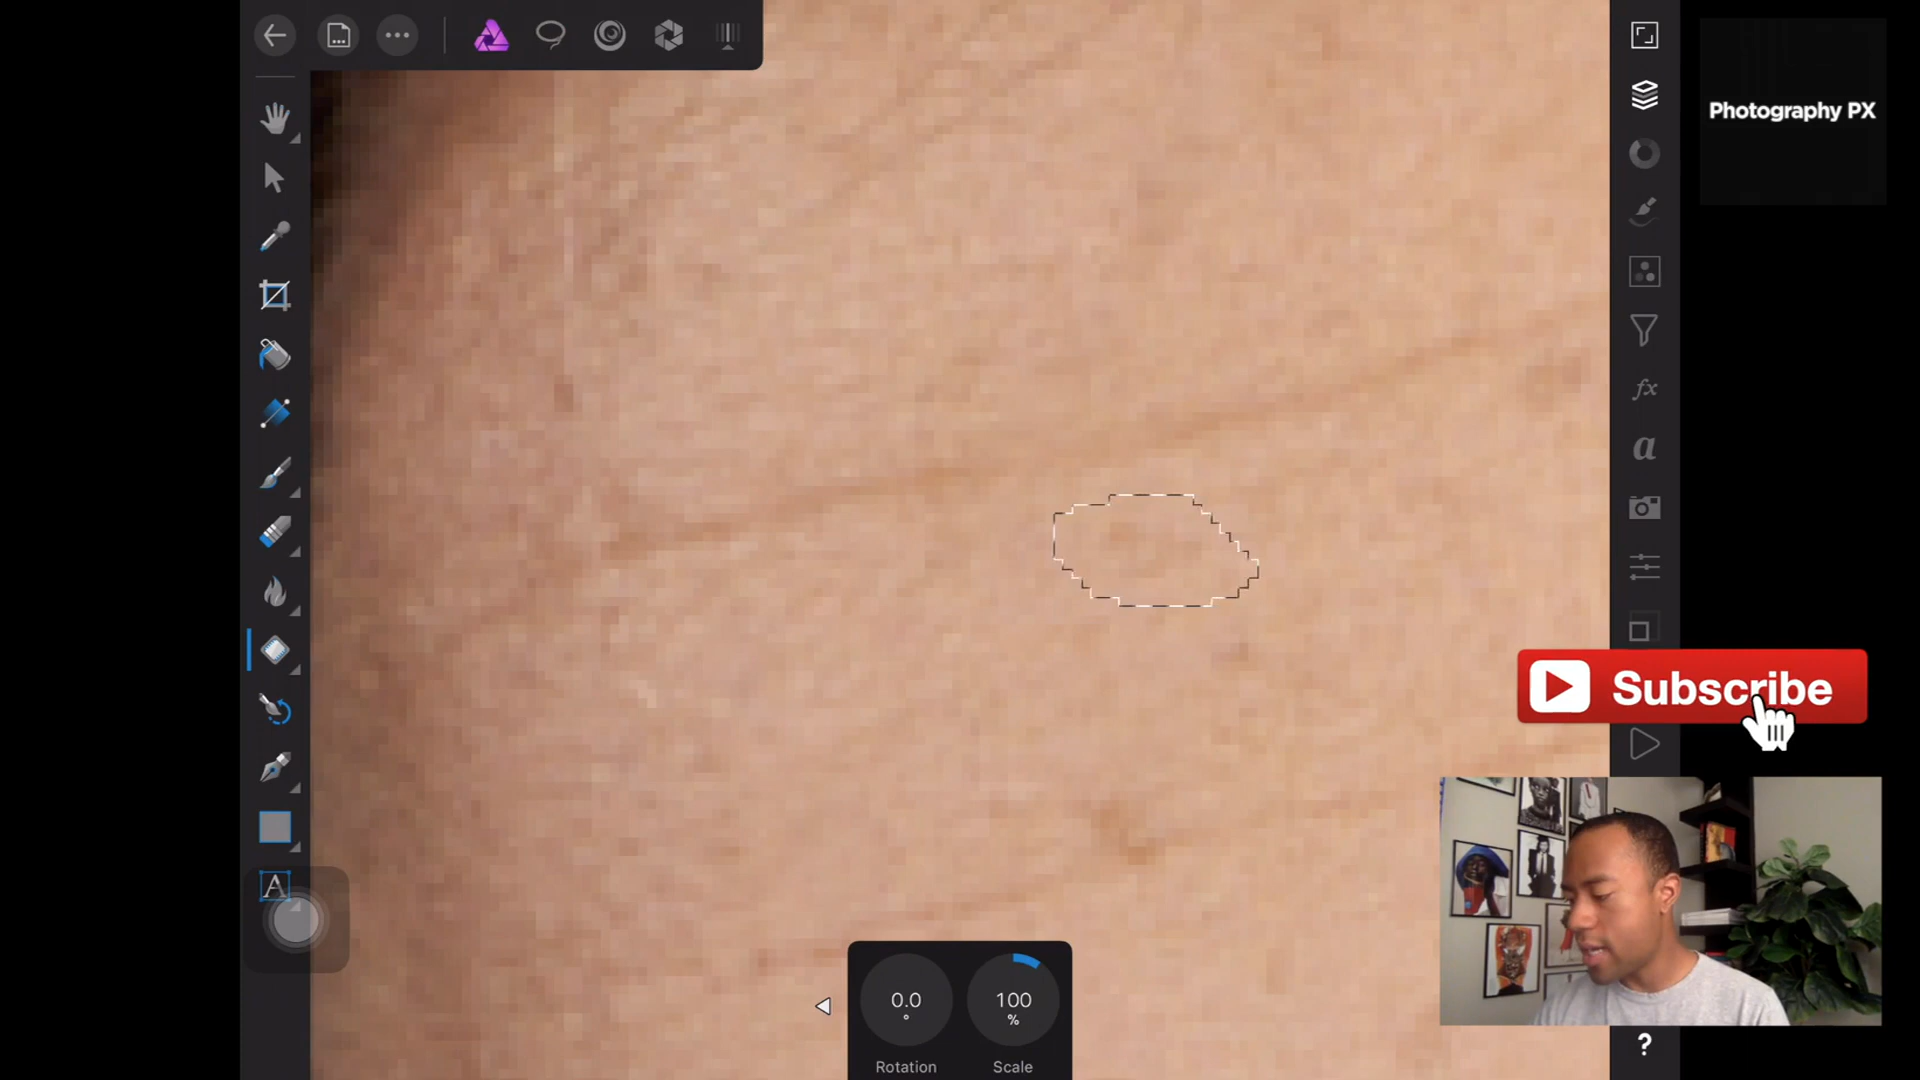 Photography PX
fx
a
Subscribe
A
0.0
°
100
%
Rotation
Scale
?